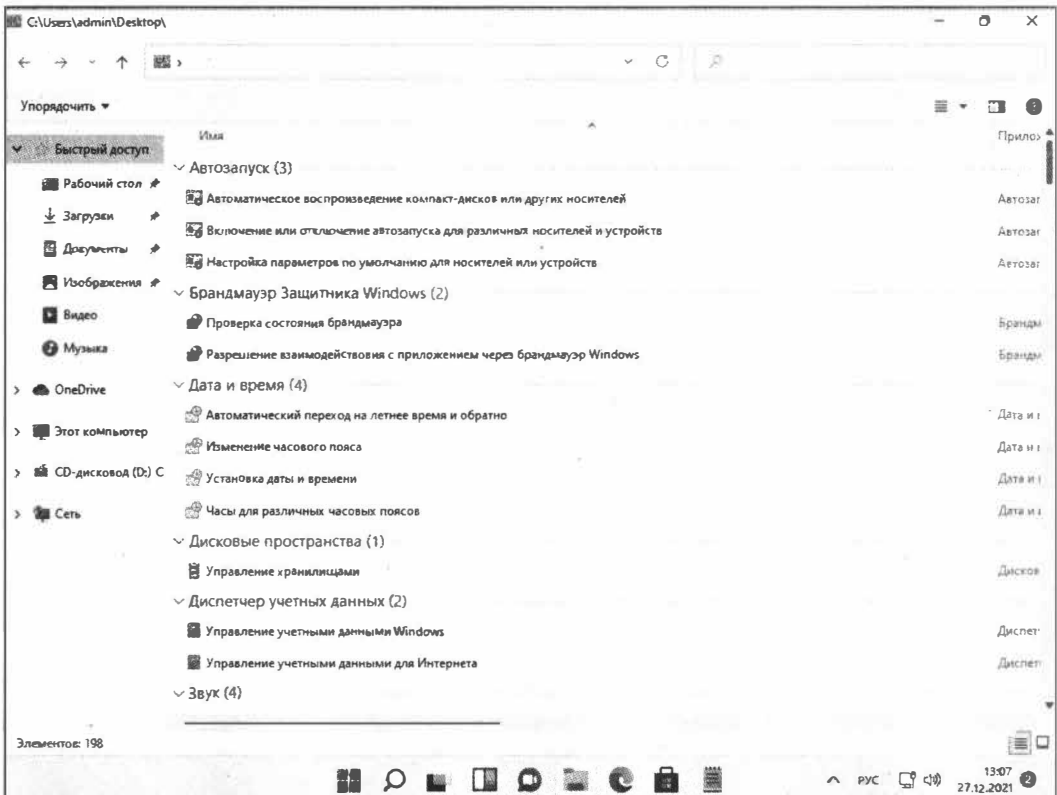 C:\Users\admin\Desktop\
Упорядочить
Имя
Прилож
Быстрый доступ
Рабочий стол
Загрузки
Документы
Изображения
Видео
Музыка
OneDrive
Этот компьютер
CD-дисковод (D:) C
Сеть
Автозапуск (3)
Автоматическое воспроизведение компакт-дисков или других носителей Автозаг
Включение или отключение автозапуска для различных носителей и устройств Автозаг
Настройка параметров по умолчанию для носителей или устройств Автозаг
Брандмауэр Защитника Windows (2)
Проверка состояния брандмауэра Брандм
Разрешение взаимодействовия с приложением через брандмауэр Windows Брандм
Дата и время (4)
Автоматический переход на летнее время и обратно Дата и в
Изменение часового пояса Дата и в
Установка даты и времени Дата и в
Часы для различных часовых поясов Дата и в
Дисковые пространства (1)
Управление хранилищами Дисков
Диспетчер учетных данных (2)
Управление учетными данными Windows Диспет
Управление учетными данными для Интернета Диспет
Звук (4)
Элементов: 198
РУС
13:07
27.12.2021
2